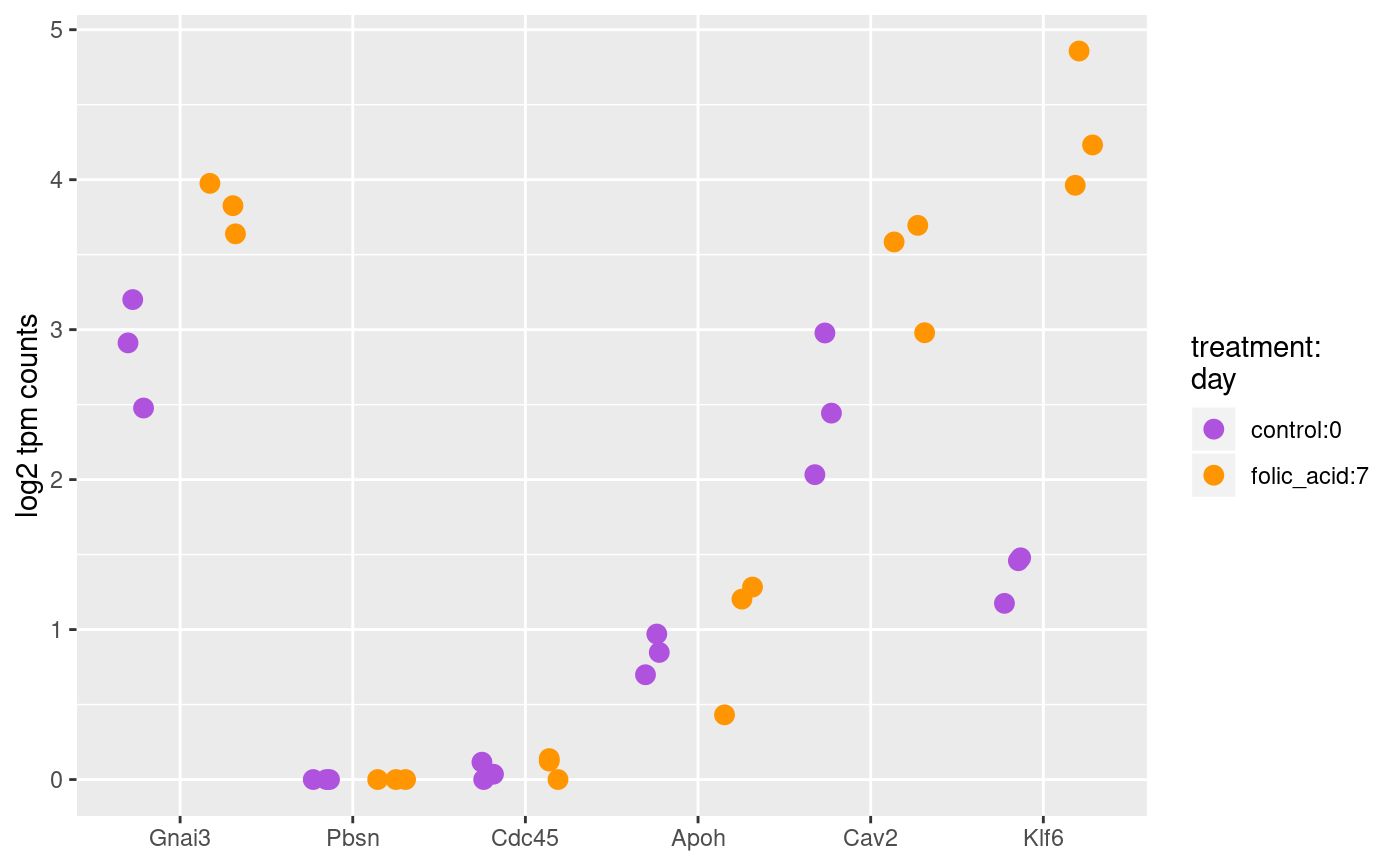 5
4
3
2
1
0
log2 tpm counts
Gnai3 Pbsn Cdc45 Apoh Cav2 Klf6
treatment:
day
control:0
folic_acid:7